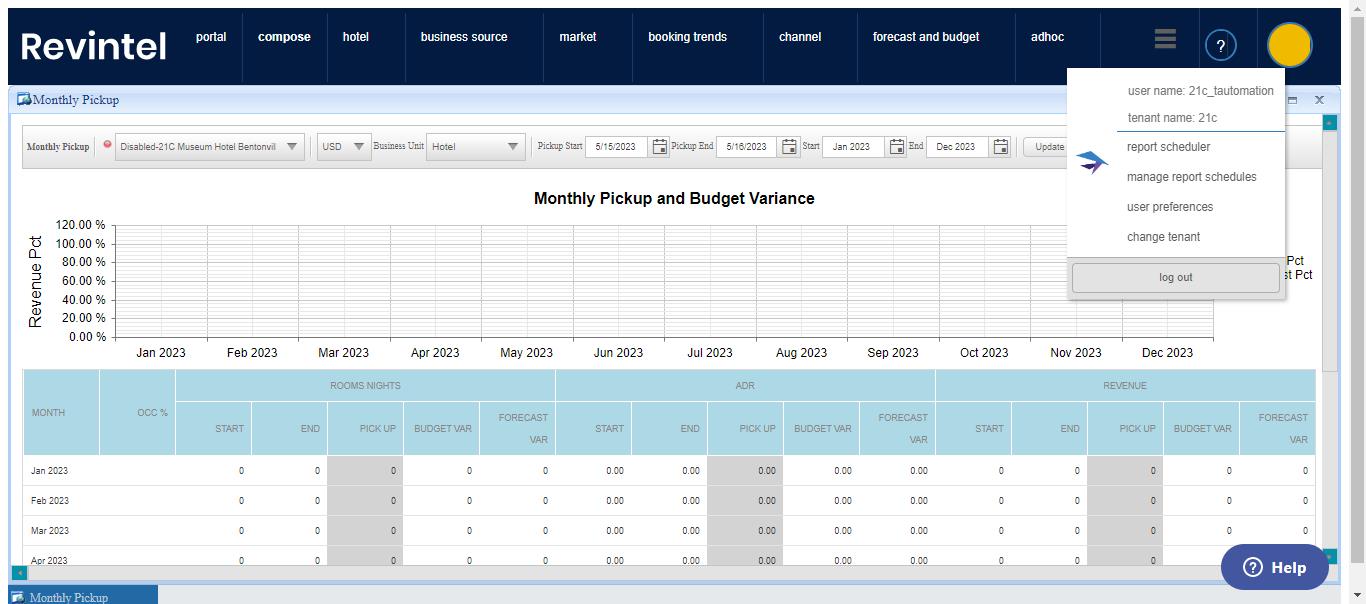 Revintel portal compose hotel business source market booking trends channel forecast and budget adhoc ?
user name: 21c_tautomation
tenant name: 21c
report scheduler
manage report schedules
user preferences
change tenant
log out
Monthly Pickup
Monthly Pickup Disabled-21C Museum Hotel Bentonvil USD Business Unit Hotel Pickup Start 5/15/2023 Pickup End 5/16/2023 Start Jan 2023 End Dec 2023 Update
Monthly Pickup and Budget Variance
Revenue Pct
120.00 %
100.00 %
80.00 %
60.00 %
40.00 %
20.00 %
0.00 %
Pct
st Pct
Jan 2023 Feb 2023 Mar 2023 Apr 2023 May 2023 Jun 2023 Jul 2023 Aug 2023 Sep 2023 Oct 2023 Nov 2023 Dec 2023
ROOMS NIGHTS ADR REVENUE
MONTH OCC % START END PICK UP BUDGET VAR FORECAST VAR START END PICK UP BUDGET VAR FORECAST VAR START END PICK UP BUDGET VAR FORECAST VAR
Jan 2023 0 0 0 0 0 0.00 0.00 0.00 0.00 0.00 0 0 0 0 0
Feb 2023 0 0 0 0 0 0.00 0.00 0.00 0.00 0.00 0 0 0 0 0
Mar 2023 0 0 0 0 0 0.00 0.00 0.00 0.00 0.00 0 0 0 0 0
Apr 2023 0 0 0 0 0 0.00 0.00 0.00 0.00 0.00 0 0 0 0 0
? Help
Monthly Pickup